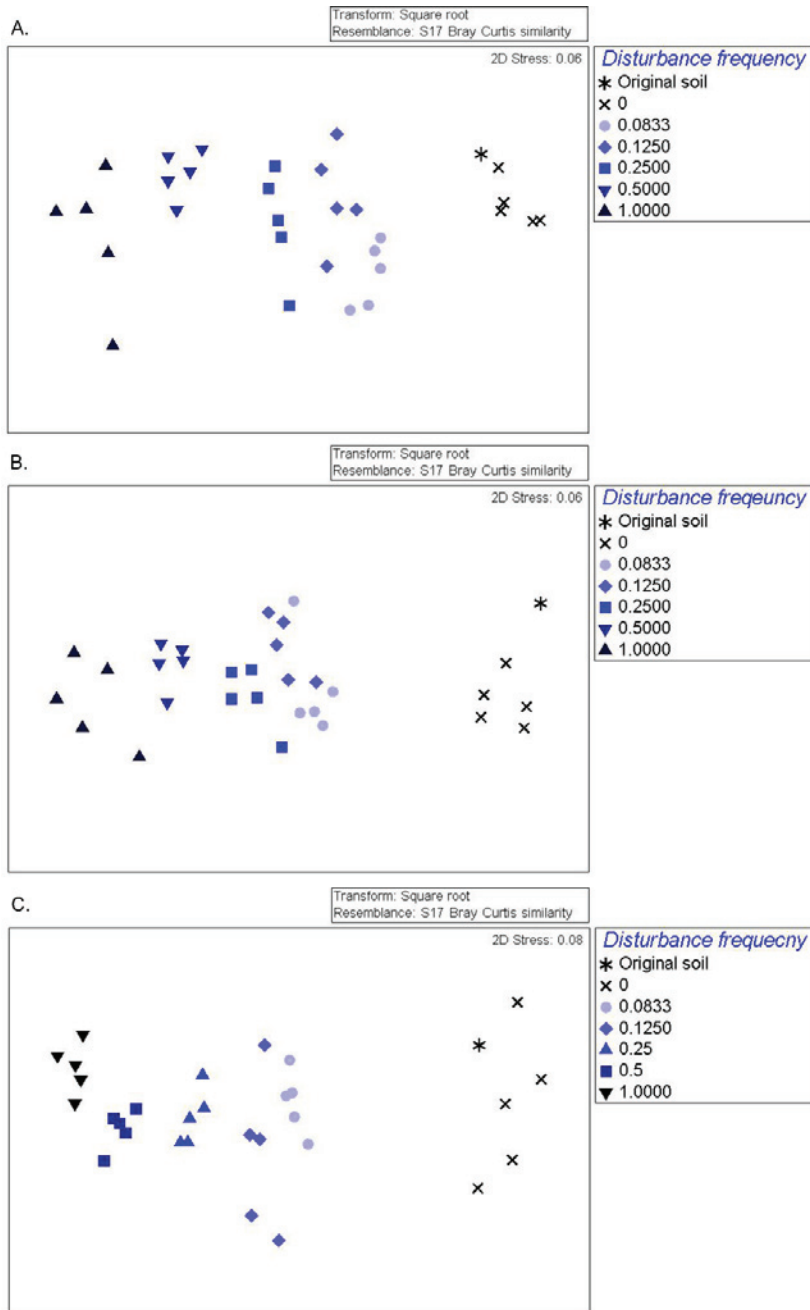 A.
Transform: Square root
Resemblance: S17 Bray Curtis similarity
2D Stress: 0.06
Disturbance frequency
Original soil
0
0.0833
0.1250
0.2500
0.5000
1.0000
B.
Transform: Square root
Resemblance: S17 Bray Curtis similarity
2D Stress: 0.06
Disturbance freqeuncy
Original soil
0
0.0833
0.1250
0.2500
0.5000
1.0000
C.
Transform: Square root
Resemblance: S17 Bray Curtis similarity
2D Stress: 0.08
Disturbance frequecny
Original soil
0
0.0833
0.1250
0.25
0.5
1.0000